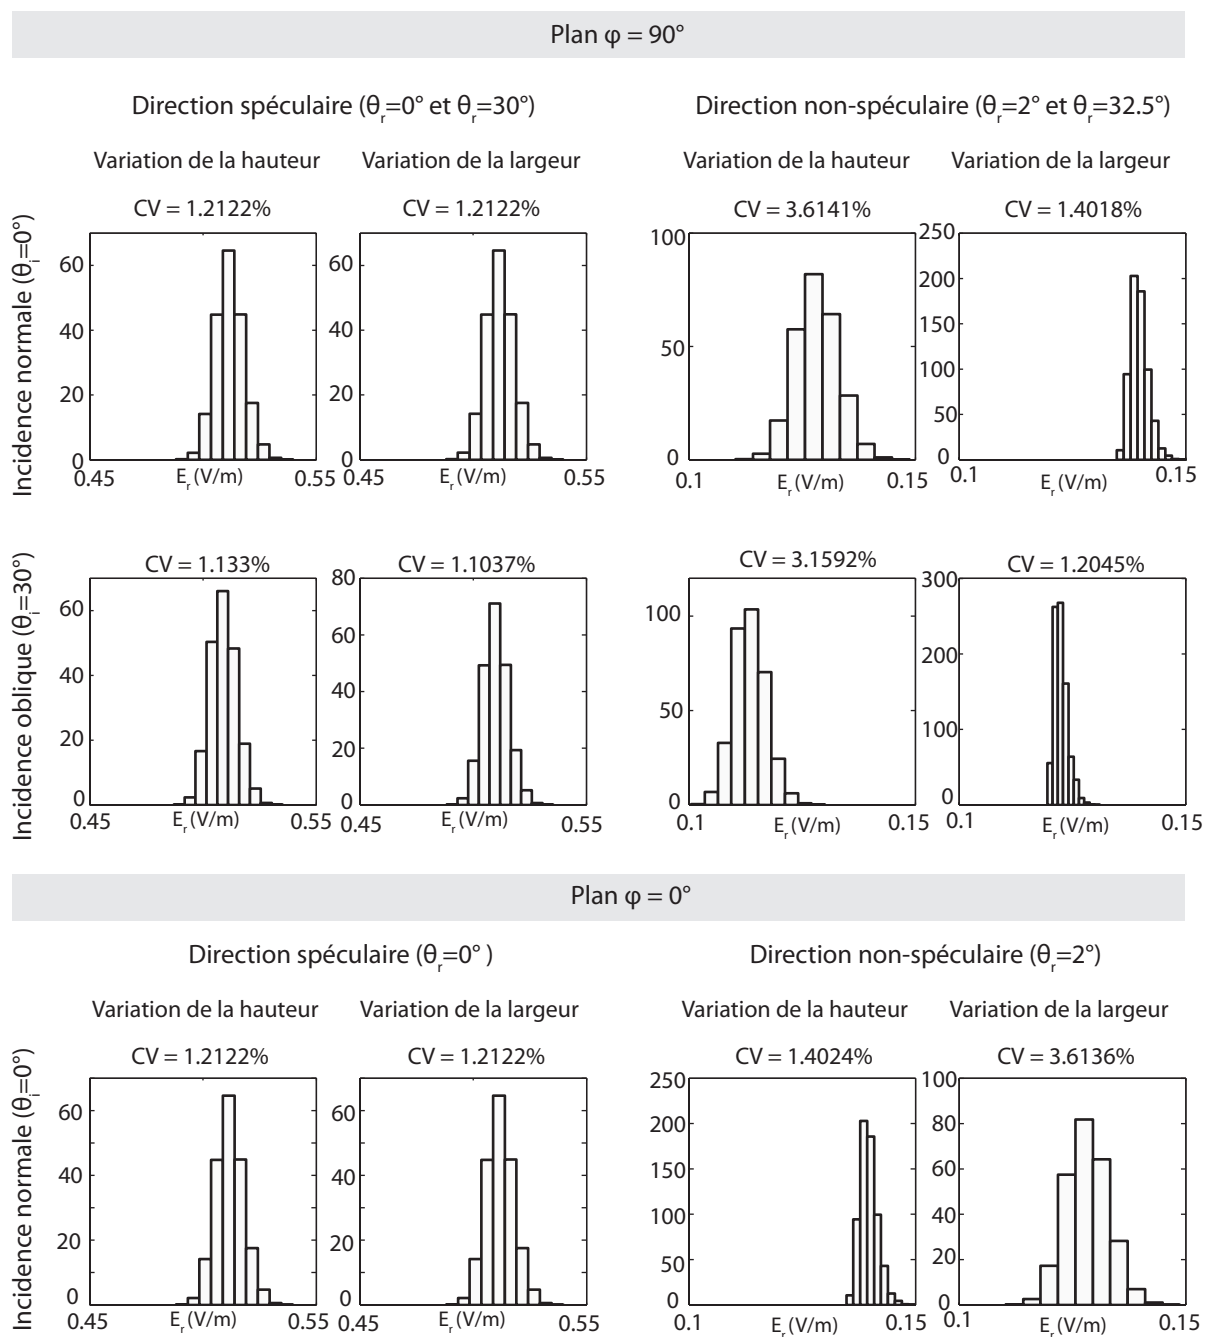 Plan φ = 90°
Direction spéculaire (θr=0° et θr=30°) Direction non-spéculaire (θr=2° et θr=32.5°)
Variation de la hauteur Variation de la largeur Variation de la hauteur Variation de la largeur
Incidence normale (θi=0°)
CV = 1.2122% CV = 1.2122% CV = 3.6141% CV = 1.4018%
60 60 100 250
40 40 50 200
20 20 0 150
0 0 100
50
0
0.45 Er (V/m) 0.55 0.45 Er (V/m) 0.55 0.1 Er (V/m) 0.15 0.1 Er (V/m) 0.15
Incidence oblique (θi=30°)
CV = 1.133% CV = 1.1037% CV = 3.1592% CV = 1.2045%
60 80 100 300
40 60 50 200
20 40 0 100
0 20 0
0
0.45 Er (V/m) 0.55 0.45 Er (V/m) 0.55 0.1 Er (V/m) 0.15 0.1 Er (V/m) 0.15
Plan φ = 0°
Direction spéculaire (θr=0° ) Direction non-spéculaire (θr=2°)
Variation de la hauteur Variation de la largeur Variation de la hauteur Variation de la largeur
Incidence normale (θi=0°)
CV = 1.2122% CV = 1.2122% CV = 1.4024% CV = 3.6136%
60 60 250 100
40 40 200 80
20 20 150 60
0 0 100 40
50 20
0 0
0.45 Er (V/m) 0.55 0.45 Er (V/m) 0.55 0.1 Er (V/m) 0.15 0.1 Er (V/m) 0.15